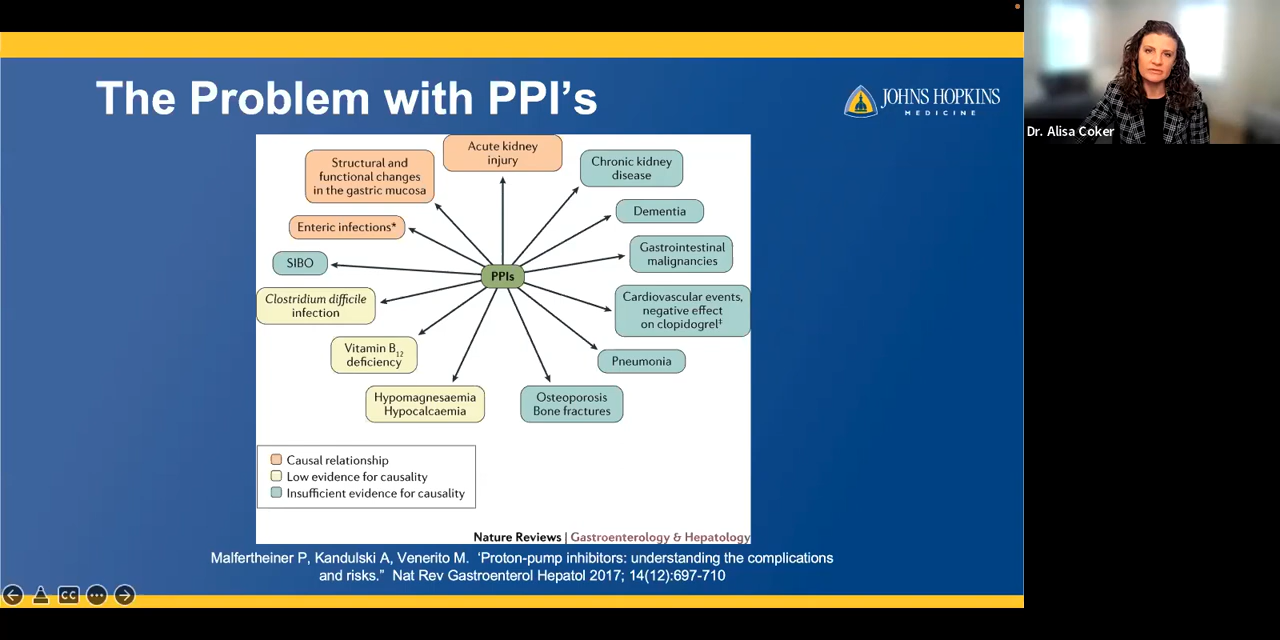 The Problem with PPI's
JOHNS HOPKINS
MEDICINE
Dr. Alisa Coker
Acute kidney
injury
Structural and
functional changes
in the gastric mucosa
Chronic kidney
disease
Enteric infections*
Dementia
SIBO
Gastrointestinal
malignancies
PPIs
Clostridium difficile
infection
Cardiovascular events,
negative effect
on clopidogrel‡
Vitamin B12
deficiency
Pneumonia
Hypomagnesaemia
Hypocalcaemia
Osteoporosis
Bone fractures
Causal relationship
Low evidence for causality
Insufficient evidence for causality
Nature Reviews | Gastroenterology & Hepatology
Malfertheiner P, Kandulski A, Venerito M. 'Proton-pump inhibitors: understanding the complications
and risks." Nat Rev Gastroenterol Hepatol 2017; 14(12):697-710
CC